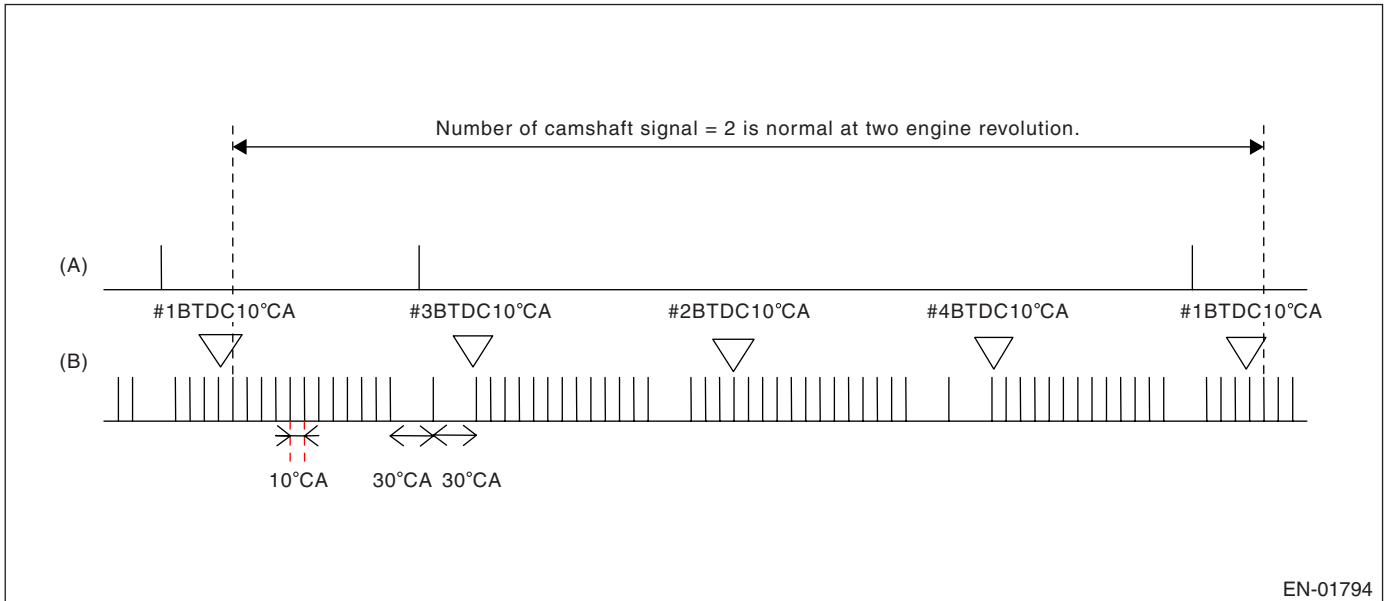 Number of camshaft signal = 2 is normal at two engine revolution.
(A)
#1BTDC10°CA #3BTDC10°CA #2BTDC10°CA #4BTDC10°CA #1BTDC10°CA
(B)
10°CA 30°CA 30°CA
EN-01794